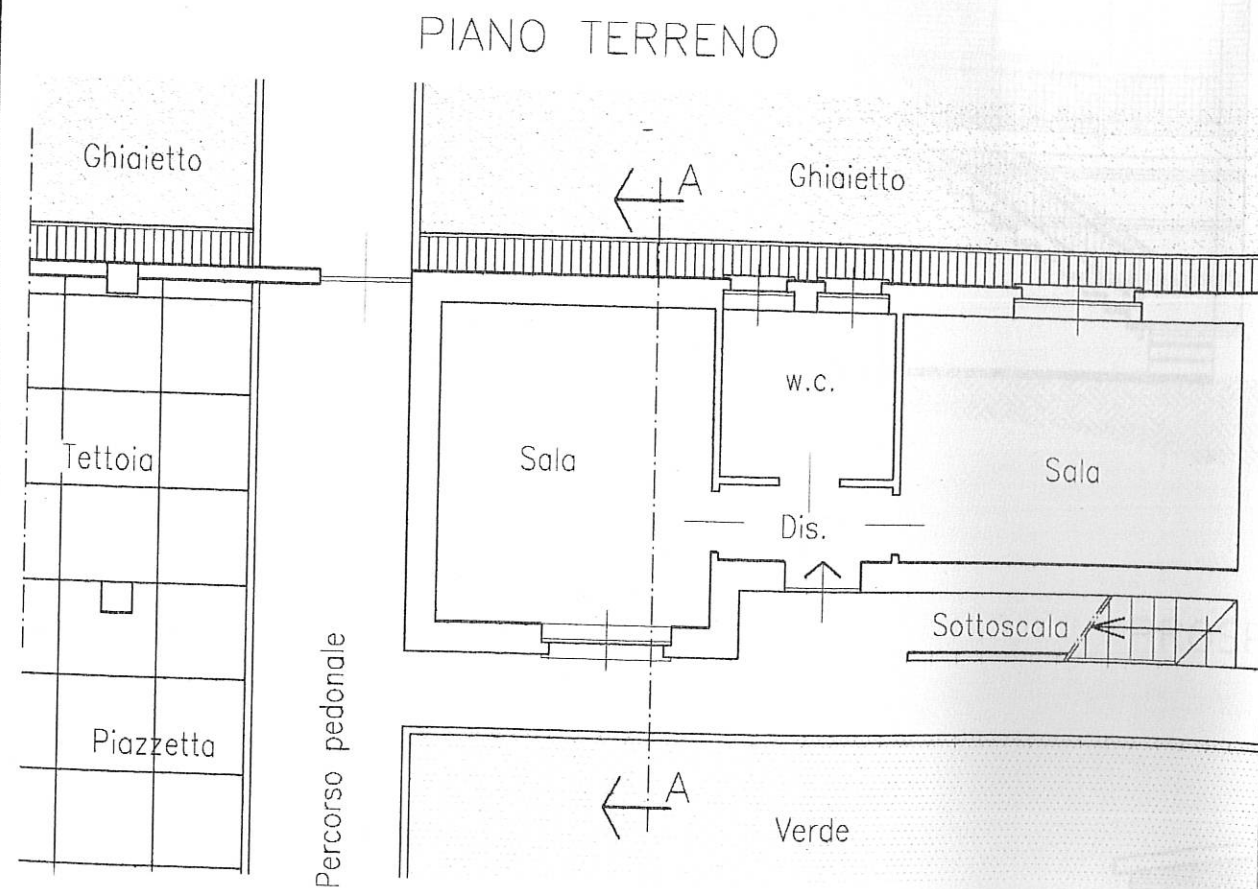 PIANO TERRENO
Ghiaietto
A
Ghiaietto
w.c.
Tettoia
Sala
Sala
Dis.
Sottoscala
Percorso pedonale
Piazzetta
A
Verde